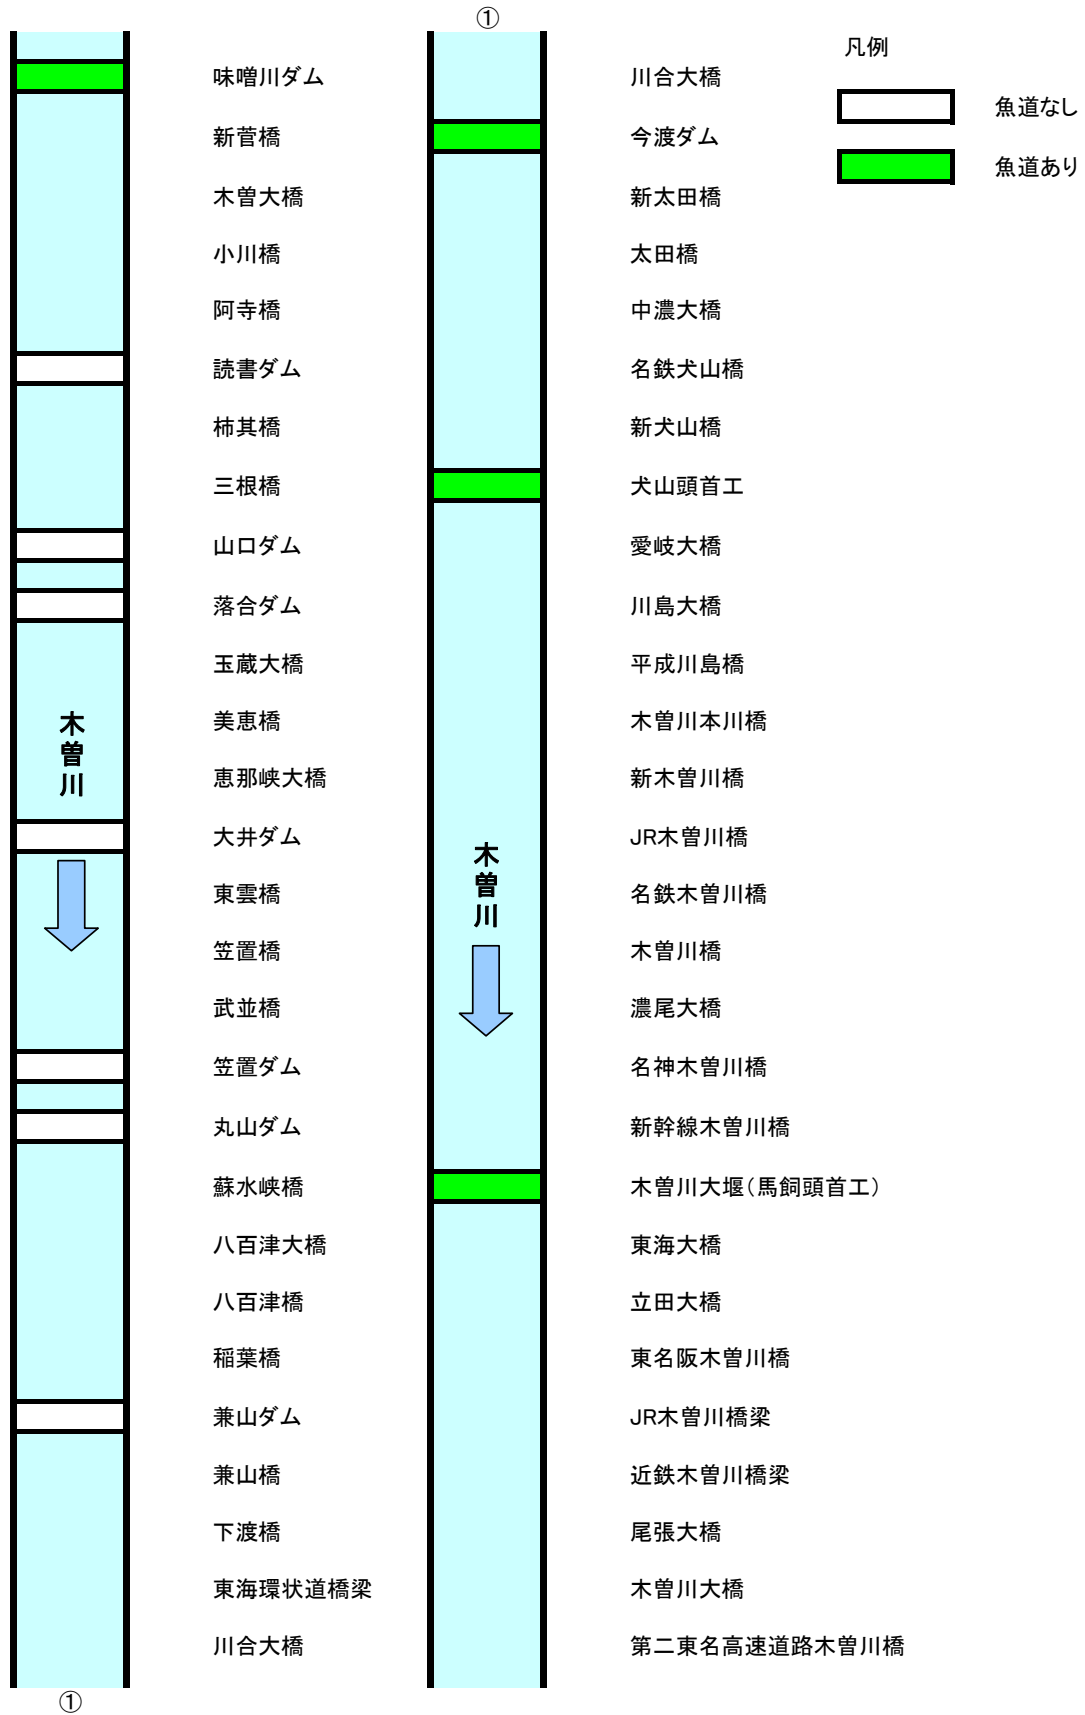 味噌川ダム
新菅橋
木曽大橋
小川橋
阿寺橋
読書ダム
柿其橋
三根橋
山口ダム
落合ダム
玉蔵大橋
美恵橋
恵那峡大橋
大井ダム
東雲橋
笠置橋
武並橋
笠置ダム
丸山ダム
蘇水峡橋
八百津大橋
八百津橋
稲葉橋
兼山ダム
兼山橋
下渡橋
東海環状道橋梁
川合大橋
木曽川
①
①
川合大橋
今渡ダム
新太田橋
太田橋
中濃大橋
名鉄犬山橋
新犬山橋
犬山頭首工
愛岐大橋
川島大橋
平成川島橋
木曽川本川橋
新木曽川橋
JR木曽川橋
名鉄木曽川橋
木曽川橋
濃尾大橋
名神木曽川橋
新幹線木曽川橋
木曽川大堰(馬飼頭首工)
東海大橋
立田大橋
東名阪木曽川橋
JR木曽川橋梁
近鉄木曽川橋梁
尾張大橋
木曽川大橋
第二東名高速道路木曽川橋
木曽川
凡例
魚道なし
魚道あり